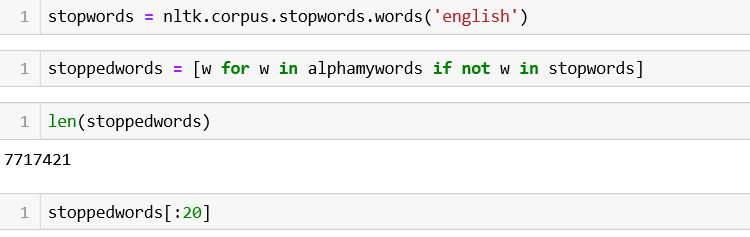 1 stopwords = nltk.corpus.stopwords.words('english')
1 stoppedwords = [w for w in alphamywords if not w in stopwords]
1 len(stoppedwords)
7717421
1 stoppedwords[:20]